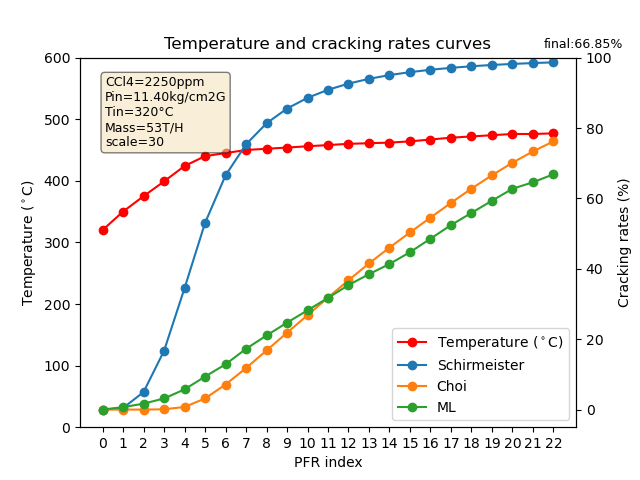 Temperature and cracking rates curves
final:66.85%
CCl4=2250ppm
Pin=11.40kg/cm2G
Tin=320°C
Mass=53T/H
scale=30
Temperature (°C)
600
500
400
300
200
100
0
100
80
60
40
20
0
Cracking rates (%)
Temperature (°C)
Schirmeister
Choi
ML
0 1 2 3 4 5 6 7 8 9 10 11 12 13 14 15 16 17 18 19 20 21 22
PFR index